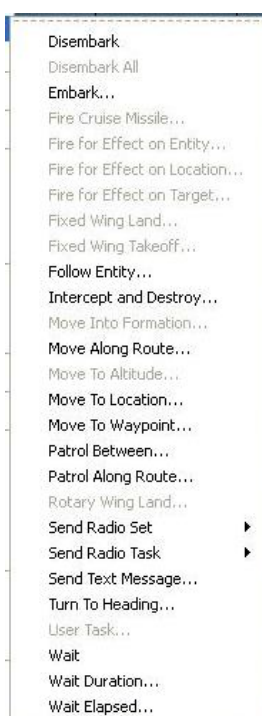 Disembark
Disembark All
Embark...
Fire Cruise Missile...
Fire for Effect on Entity...
Fire for Effect on Location...
Fire for Effect on Target...
Fixed Wing Land...
Fixed Wing Takeoff...
Follow Entity...
Intercept and Destroy...
Move Into Formation...
Move Along Route...
Move To Altitude...
Move To Location...
Move To Waypoint...
Patrol Between...
Patrol Along Route...
Rotary Wing Land...
Send Radio Set
Send Radio Task
Send Text Message...
Turn To Heading...
User Task...
Wait
Wait Duration...
Wait Elapsed...